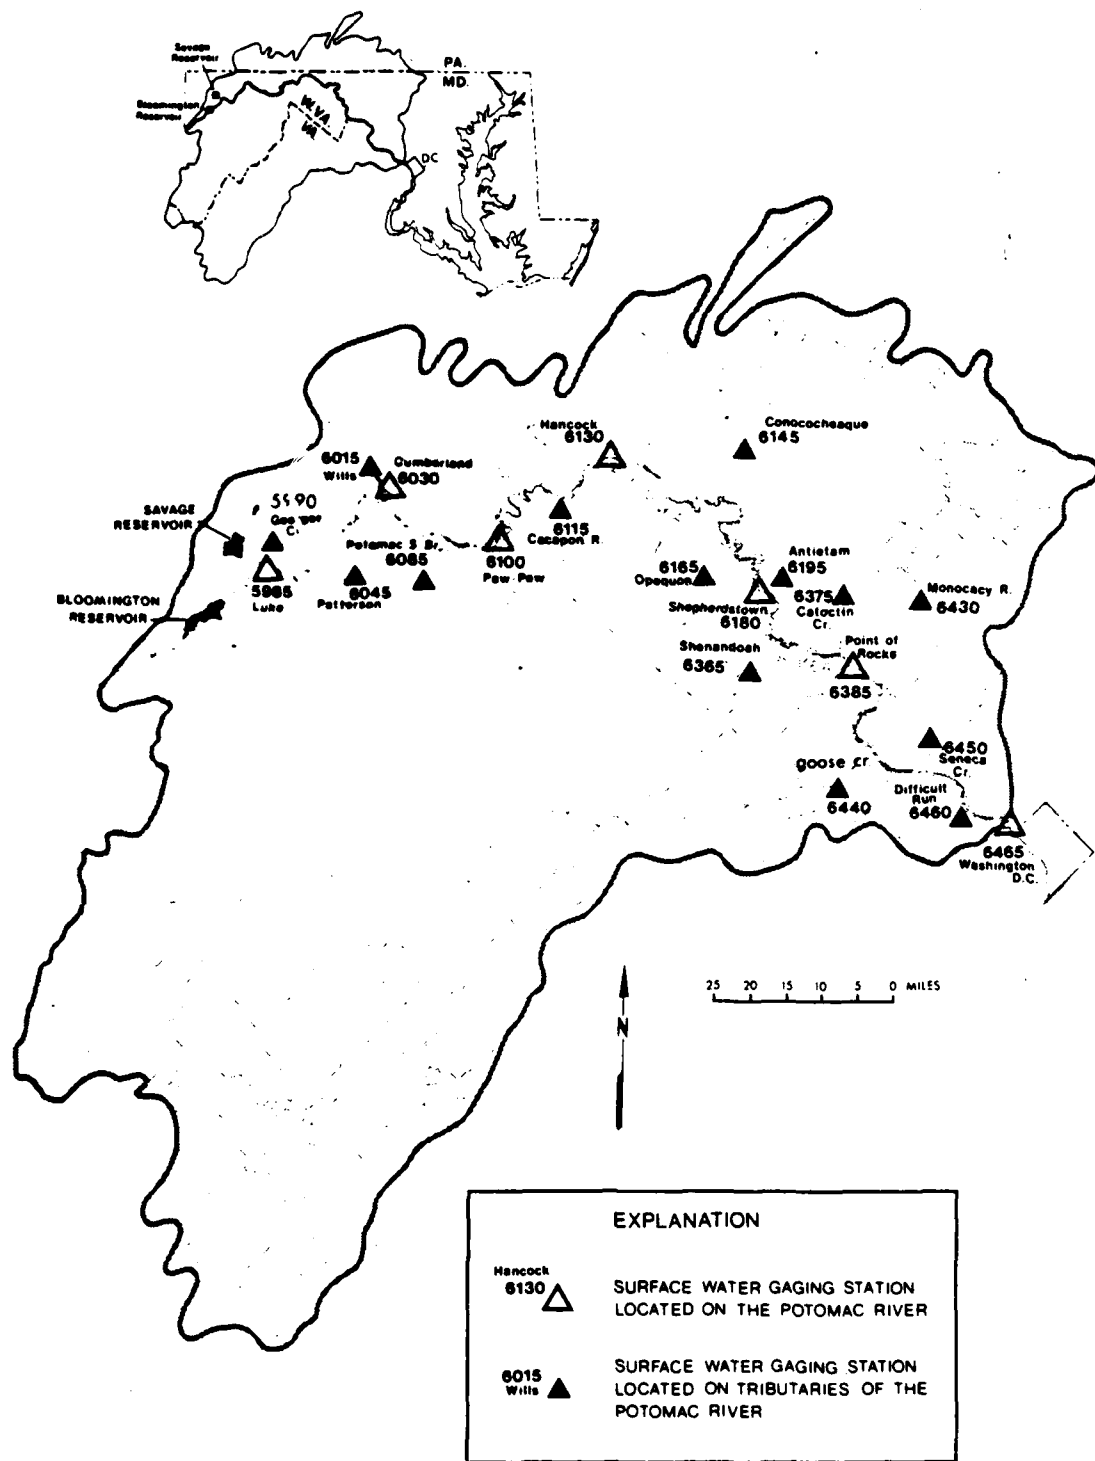 Savage
Reservoir
PA.
MD.
Bloomington
Reservoir
W.VA.
VA.
DC
Hancock
6130
Conococheaque
6145
6015
Wills
Cumberland
6030
5990
Georges
C.
SAVAGE
RESERVOIR
6115
Cacapon R.
Potomac S Br.
6085
6100
Paw Paw
Antietam
6195
6165
Opequon
5985
Luke
6045
Patterson
6375
Catoctin
Cr.
Monocacy R.
6430
BLOOMINGTON
RESERVOIR
Shepherdstown
6180
Shenandoah
6365
Point of
Rocks
6385
6450
Seneca
Cr.
goose cr.
6440
Difficult
Run
6460
6465
Washington
D.C.
25 20 15 10 5 0 MILES
N
EXPLANATION
Hancock
6130
SURFACE WATER GAGING STATION
LOCATED ON THE POTOMAC RIVER
6015
Wills
SURFACE WATER GAGING STATION
LOCATED ON TRIBUTARIES OF THE
POTOMAC RIVER